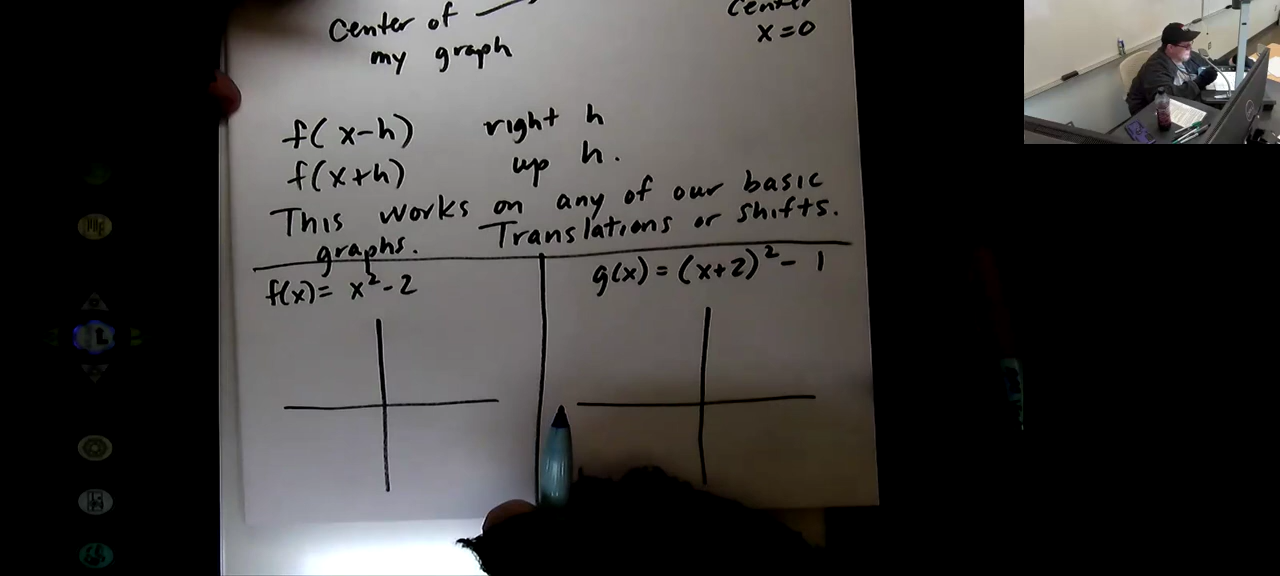 Center of
my graph
Center
x=0
f(x-h) right h
f(x+h) up h.
This works on any of our basic
graphs. Translations or shifts.
f(x)= x²-2
g(x) = (x+2)² - 1